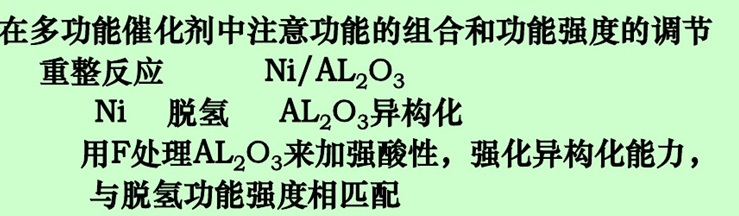 在多功能催化剂中注意功能的组合和功能强度的调节
重整反应 Ni/AL₂O₃
Ni 脱氢 AL₂O₃异构化
用F处理AL₂O₃来加强酸性，强化异构化能力，
与脱氢功能强度相匹配